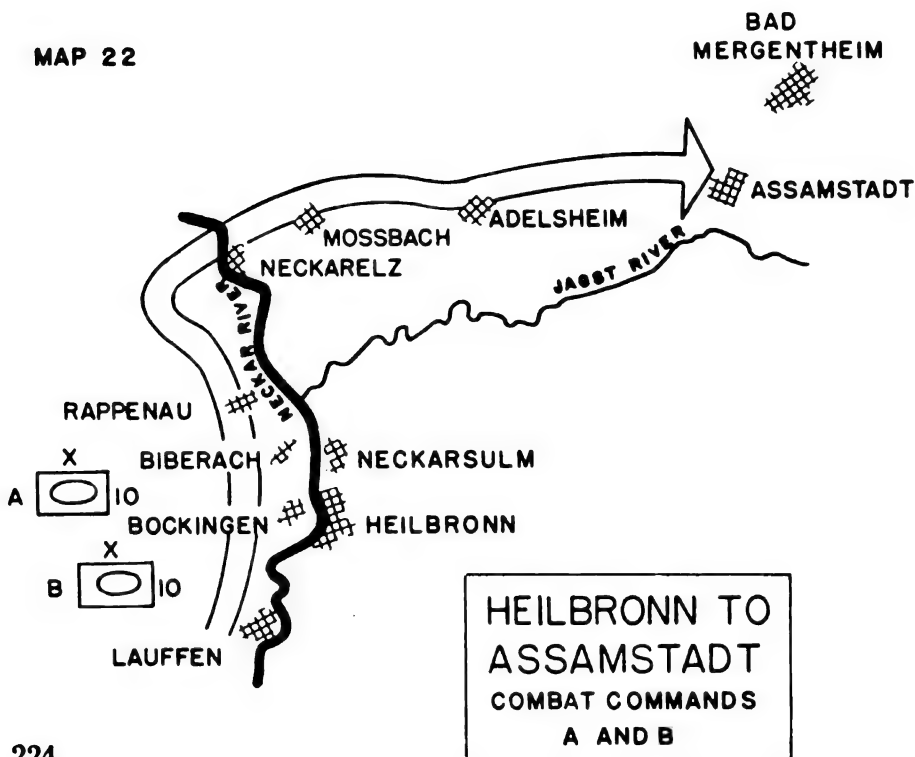 MAP 22
BAD
MERGENTHEIM
ASSAMSTADT
ADELSHEIM
MOSSBACH
NECKARELZ
JAGST RIVER
NECKAR RIVER
RAPPENAU
BIBERACH
NECKARSULM
X
A 10
BOCKINGEN
HEILBRONN
X
B 10
LAUFFEN
HEILBRONN TO
ASSAMSTADT
COMBAT COMMANDS
A AND B
224